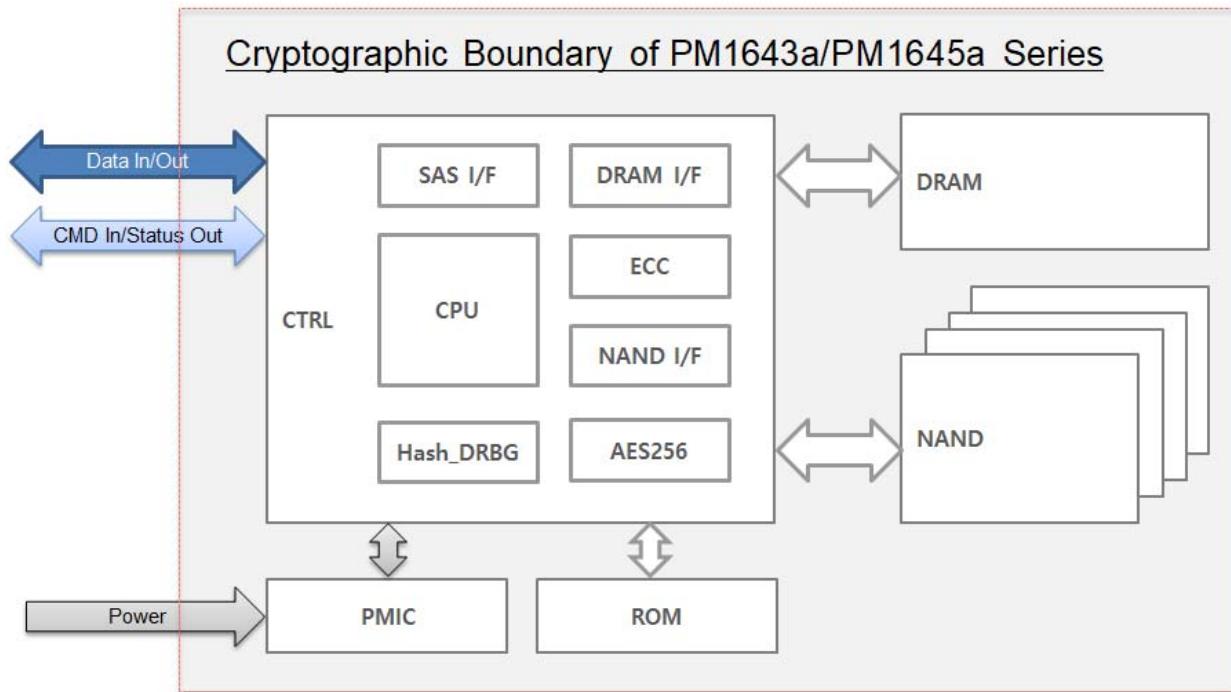 Cryptographic Boundary of PM1643a/PM1645a Series
Data In/Out
CMD In/Status Out
CTRL
SAS I/F
DRAM I/F
CPU
ECC
NAND I/F
Hash_DRBG
AES256
DRAM
NAND
Power
PMIC
ROM